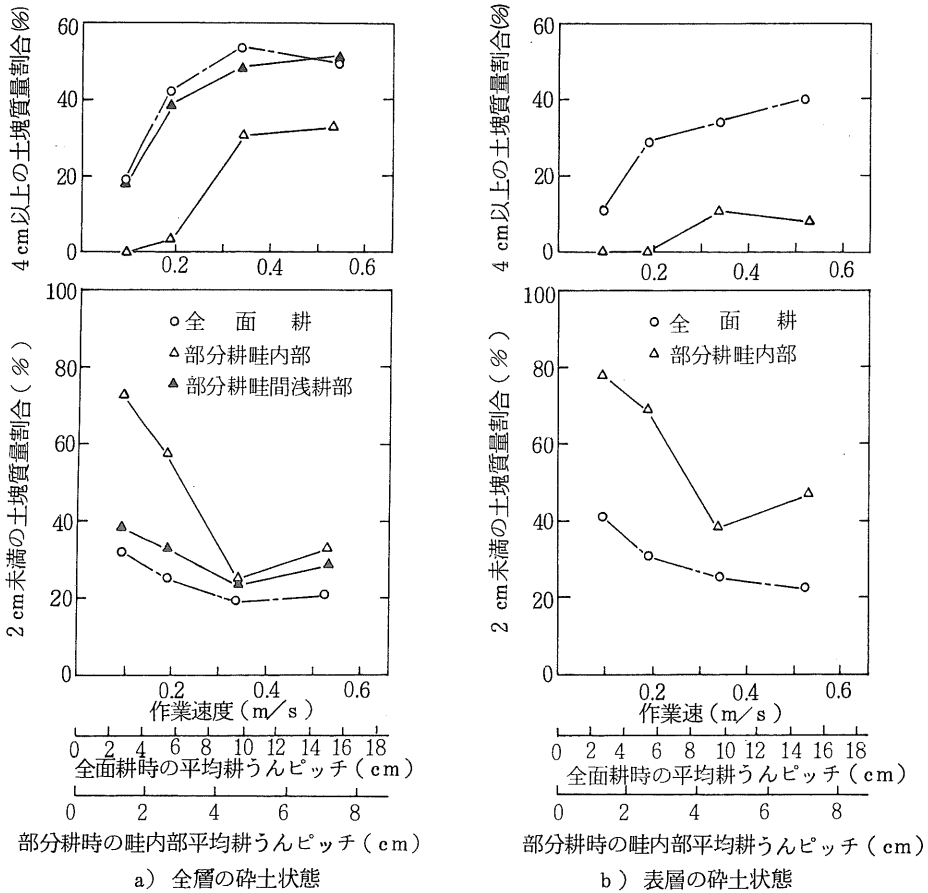 4cm以上の土塊質量割合(%)
60
40
20
0
0.2
0.4
0.6
2cm未満の土塊質量割合(%)
100
80
60
40
20
0
○全面耕
△部分耕畦内部
▲部分耕畦間浅耕部
0.2
0.4
0.6
作業速度(m/s)
0 2 4 6 8 10 12 14 16 18
全面耕時の平均耕うんピッチ(cm)
0 2 4 6 8
部分耕時の畦内部平均耕うんピッチ(cm)
a) 全層の砕土状態
4cm以上の土塊質量割合(%)
60
40
20
0
0.2
0.4
0.6
2cm未満の土塊質量割合(%)
100
80
60
40
20
0
○全面耕
△部分耕畦内部
0.2
0.4
0.6
作業速(m/s)
0 2 4 6 8 10 12 14 16 18
全面耕時の平均耕うんピッチ(cm)
0 2 4 6 8
部分耕時の畦内部平均耕うんピッチ(cm)
b) 表層の砕土状態